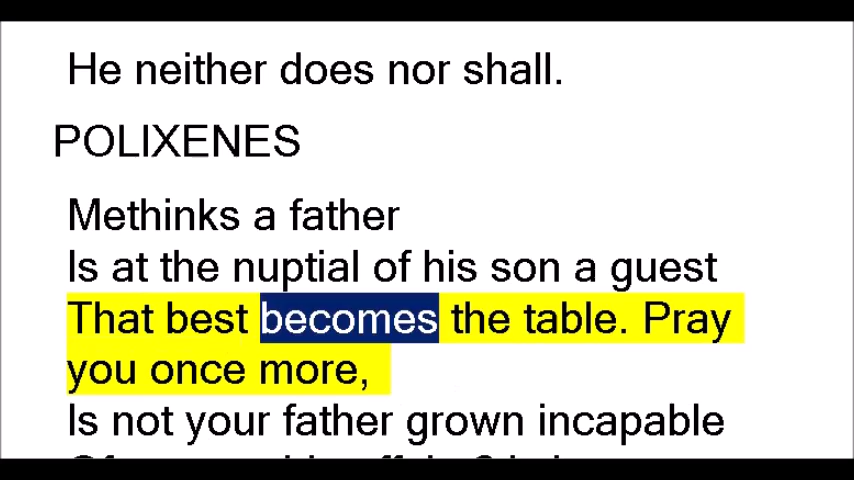 He neither does nor shall.
POLIXENES
Methinks a father
Is at the nuptial of his son a guest
That best becomes the table. Pray
you once more,
Is not your father grown incapable